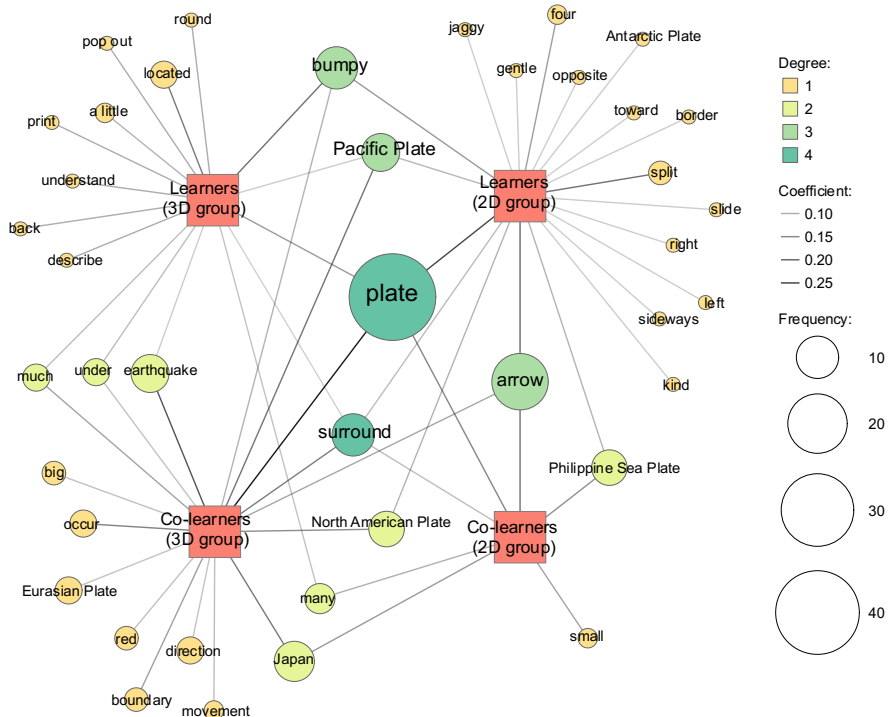 round
four
jaggy
Antarctic Plate
pop out
bumpy
gentle
opposite
located
a little
toward
border
print
Pacific Plate
understand
Learners
(3D group)
Learners
(2D group)
split
back
slide
describe
right
plate
left
sideways
much
under
earthquake
arrow
kind
surround
big
Philippine Sea Plate
occur
Co-learners
(3D group)
North American Plate
Co-learners
(2D group)
Eurasian Plate
many
red
direction
Japan
small
boundary
movement
Degree:
1
2
3
4
Coefficient:
0.10
0.15
0.20
0.25
Frequency:
10
20
30
40